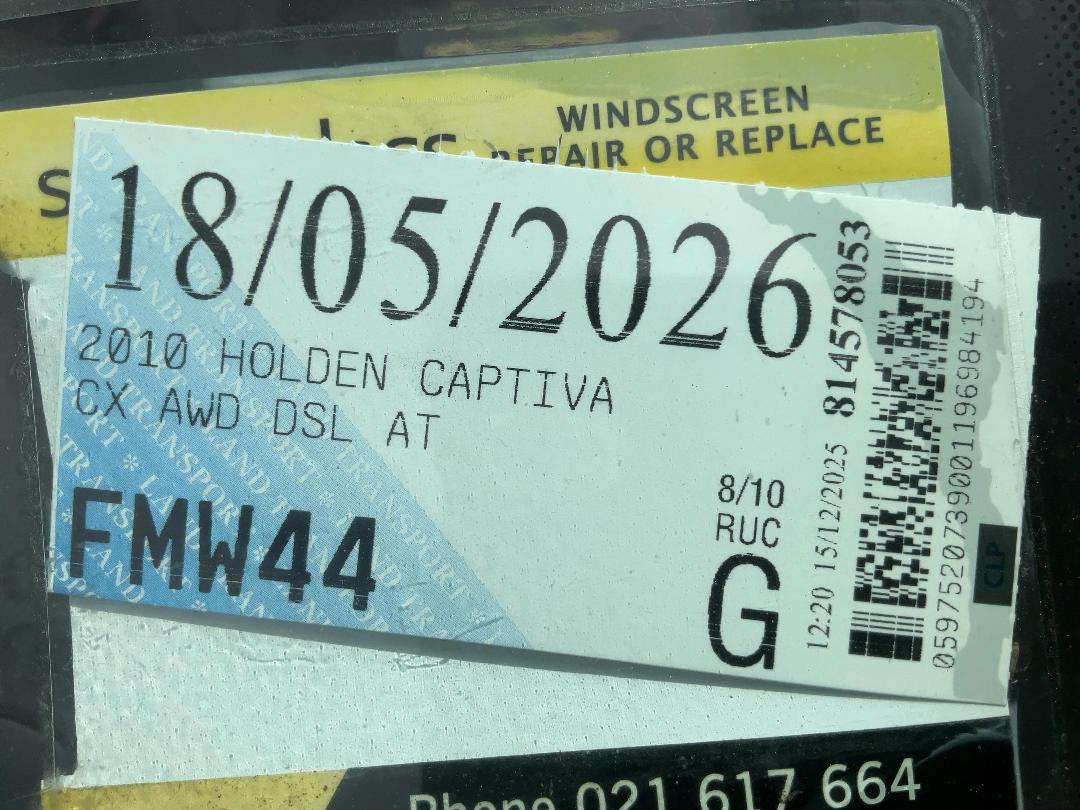 WINDSCREEN
REPAIR OR REPLACE
18/05/2026
2010 HOLDEN CAPTIVA
CX AWD DSL AT
FMW44
8/10
RUC
G
12:20 15/12/2025 814578053
0597520739001196984194
CLP
Phone 021 617 664